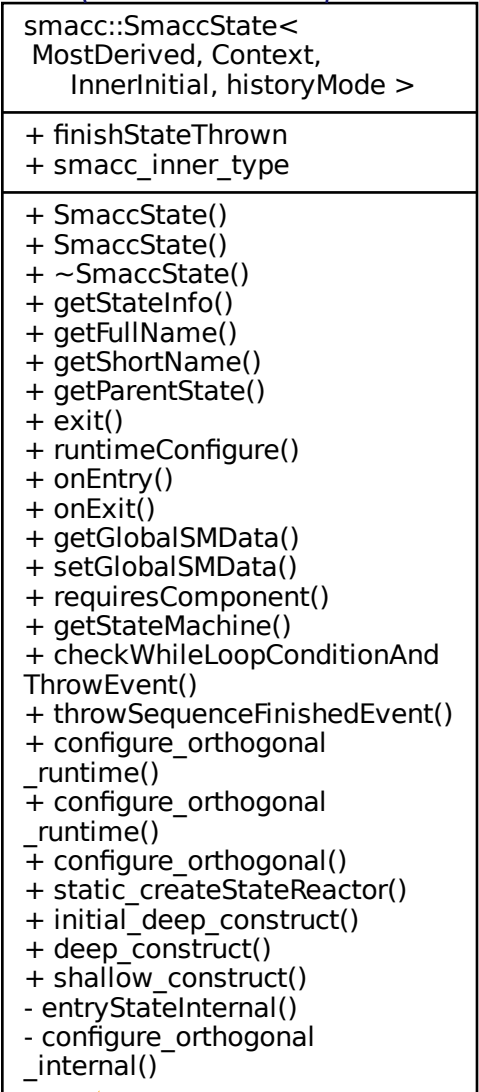 smacc::SmaccState<
MostDerived, Context,
InnerInitial, historyMode >
+ finishStateThrown
+ smacc_inner_type
+ SmaccState()
+ SmaccState()
+ ~SmaccState()
+ getStateInfo()
+ getFullName()
+ getShortName()
+ getParentState()
+ exit()
+ runtimeConfigure()
+ onEntry()
+ onExit()
+ getGlobalSMData()
+ setGlobalSMData()
+ requiresComponent()
+ getStateMachine()
+ checkWhileLoopConditionAnd
ThrowEvent()
+ throwSequenceFinishedEvent()
+ configure_orthogonal
_runtime()
+ configure_orthogonal
_runtime()
+ configure_orthogonal()
+ static_createStateReactor()
+ initial_deep_construct()
+ deep_construct()
+ shallow_construct()
- entryStateInternal()
- configure_orthogonal
_internal()